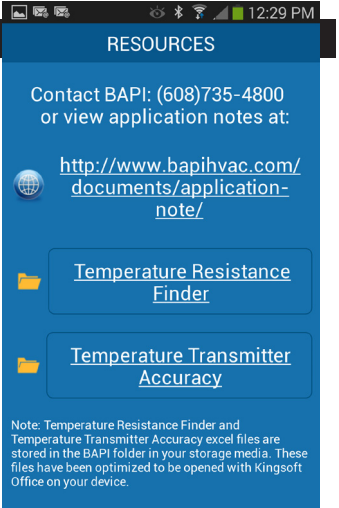 12:29 PM
RESOURCES
Contact BAPI: (608)735-4800
or view application notes at:
http://www.bapihvac.com/
documents/application-
note/
Temperature Resistance
Finder
Temperature Transmitter
Accuracy
Note: Temperature Resistance Finder and
Temperature Transmitter Accuracy excel files are
stored in the BAPI folder in your storage media. These
files have been optimized to be opened with Kingsoft
Office on your device.